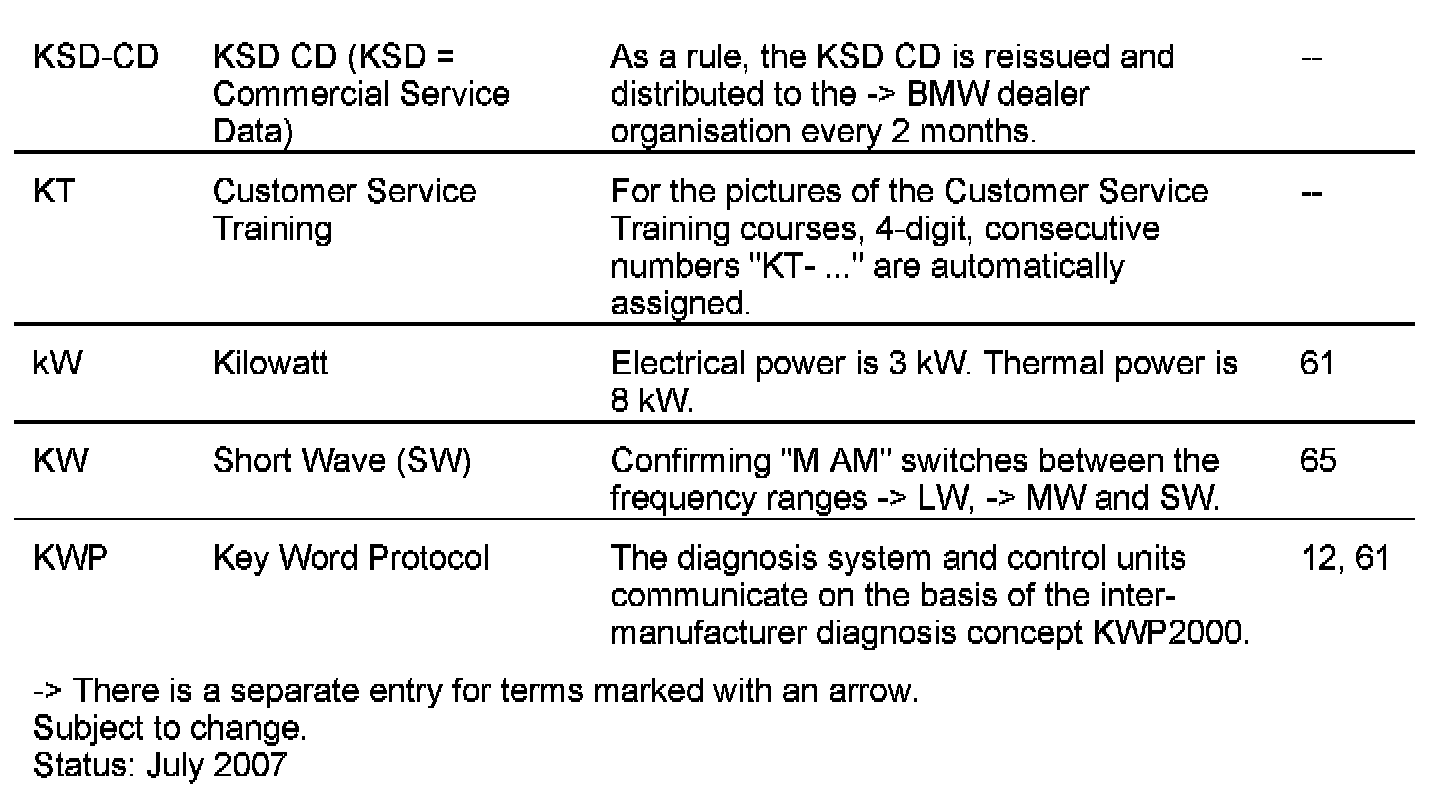 KSD-CD KSD CD (KSD = As a rule, the KSD CD is reissued and --
Commercial Service distributed to the -> BMW dealer
Data) organisation every 2 months.
KT Customer Service For the pictures of the Customer Service --
Training Training courses, 4-digit, consecutive
numbers "KT- ..." are automatically
assigned.
kW Kilowatt Electrical power is 3 kW. Thermal power is 61
8 kW.
KW Short Wave (SW) Confirming "M AM" switches between the 65
frequency ranges -> LW, -> MW and SW.
KWP Key Word Protocol The diagnosis system and control units 12, 61
communicate on the basis of the inter-
manufacturer diagnosis concept KWP2000.
-> There is a separate entry for terms marked with an arrow.
Subject to change.
Status: July 2007